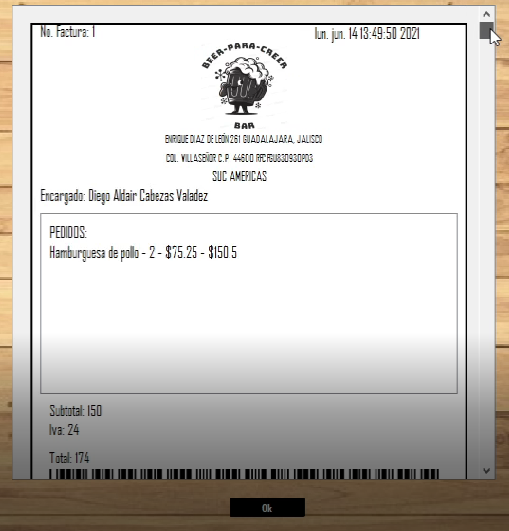 No. Factura: 1
lun. jun. 14 13:49:50 2021
BEER-PARA-CREER
BAR
ENRIQUE DIAZ DE LEÓN 261 GUADALAJARA, JALISCO
COL. VILLASEÑOR C.P 44600
SUC AMERICAS
Encargado: Diego Aldair Cabezas Valadez
PEDIDOS:
Hamburguesa de pollo - 2 - $75.25 - $150.5
Subtotal: 150
Iva: 24
Total: 174
Ok